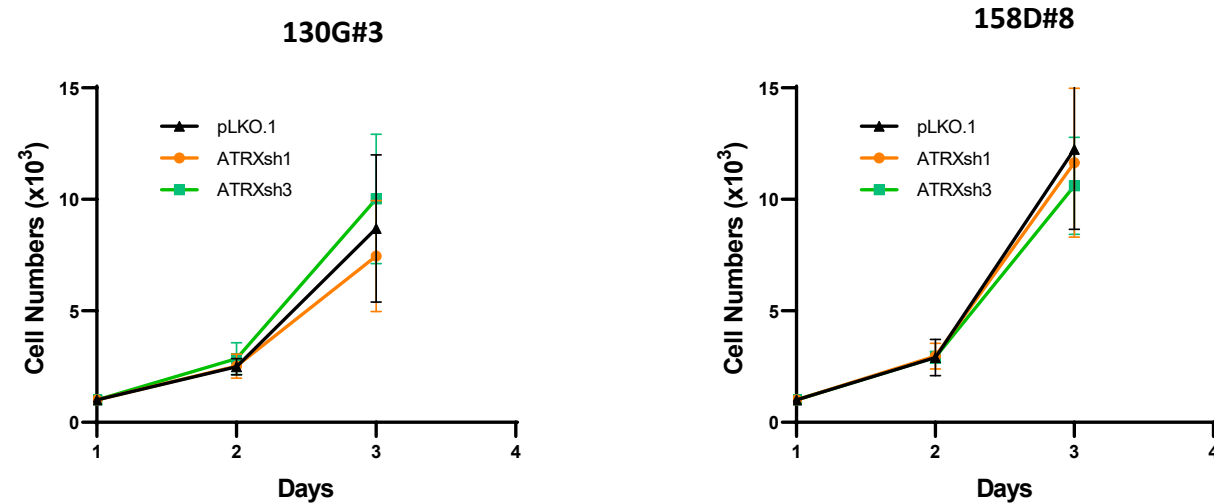 130G#3
15
10
5
0
Cell Numbers (x10³)
pLKO.1
ATRXsh1
ATRXsh3
1 2 3 4
Days
158D#8
15
10
5
0
Cell Numbers (x10³)
pLKO.1
ATRXsh1
ATRXsh3
1 2 3 4
Days